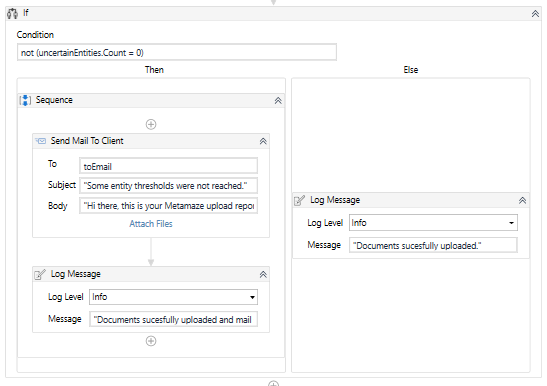 If
Condition
not (uncertainEntities.Count = 0)
Then
Else
Sequence
Send Mail To Client
To
toEmail
Subject
"Some entity thresholds were not reached."
Body
"Hi there, this is your Metamaze upload repor
Attach Files
Log Message
Log Level
Info
Message
"Documents sucesfully uploaded and mail
Log Message
Log Level
Info
Message
"Documents sucesfully uploaded."